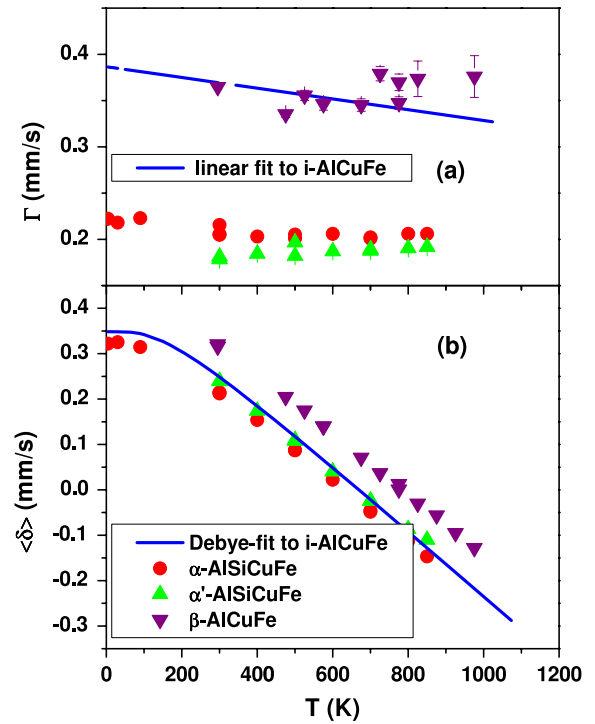 0.4
0.3
0.2
Γ (mm/s)
linear fit to i-AlCuFe
(a)
0.4
0.3
0.2
0.1
0.0
-0.1
-0.2
-0.3
<δ> (mm/s)
(b)
Debye-fit to i-AlCuFe
α-AlSiCuFe
α'-AlSiCuFe
β-AlCuFe
0 200 400 600 800 1000 1200
T (K)